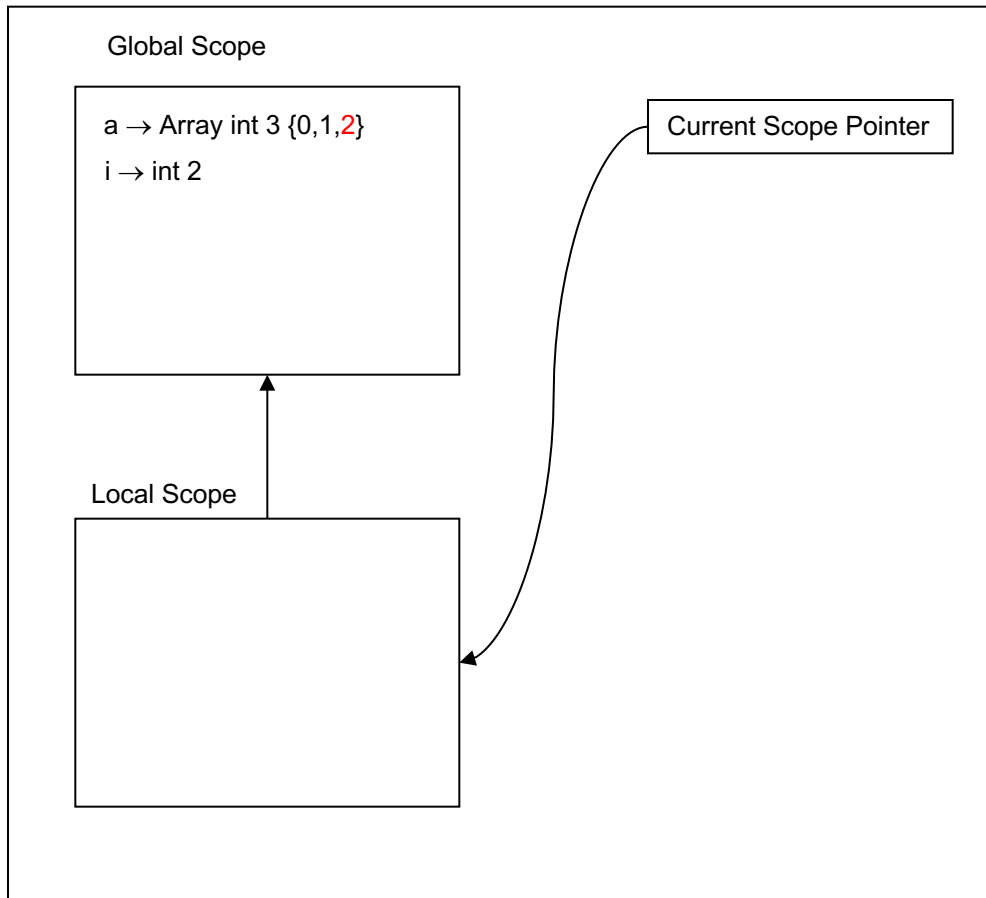 Global Scope
a → Array int 3 {0,1,2}
i → int 2
Current Scope Pointer
Local Scope